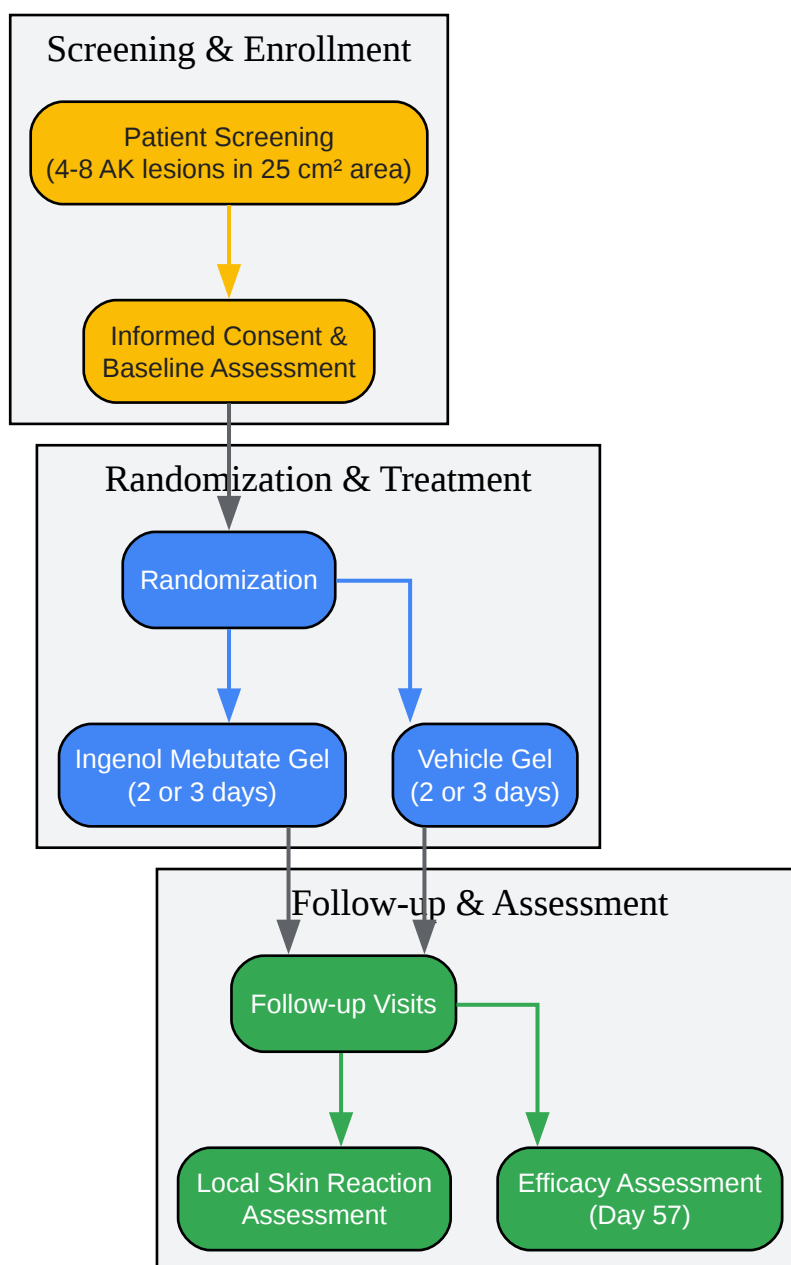 Screening & Enrollment
Patient Screening
(4-8 AK lesions in 25 cm² area)
Informed Consent &
Baseline Assessment
Randomization & Treatment
Randomization
Ingenol Mebutate Gel
(2 or 3 days)
Vehicle Gel
(2 or 3 days)
Follow-up & Assessment
Follow-up Visits
Local Skin Reaction
Assessment
Efficacy Assessment
(Day 57)